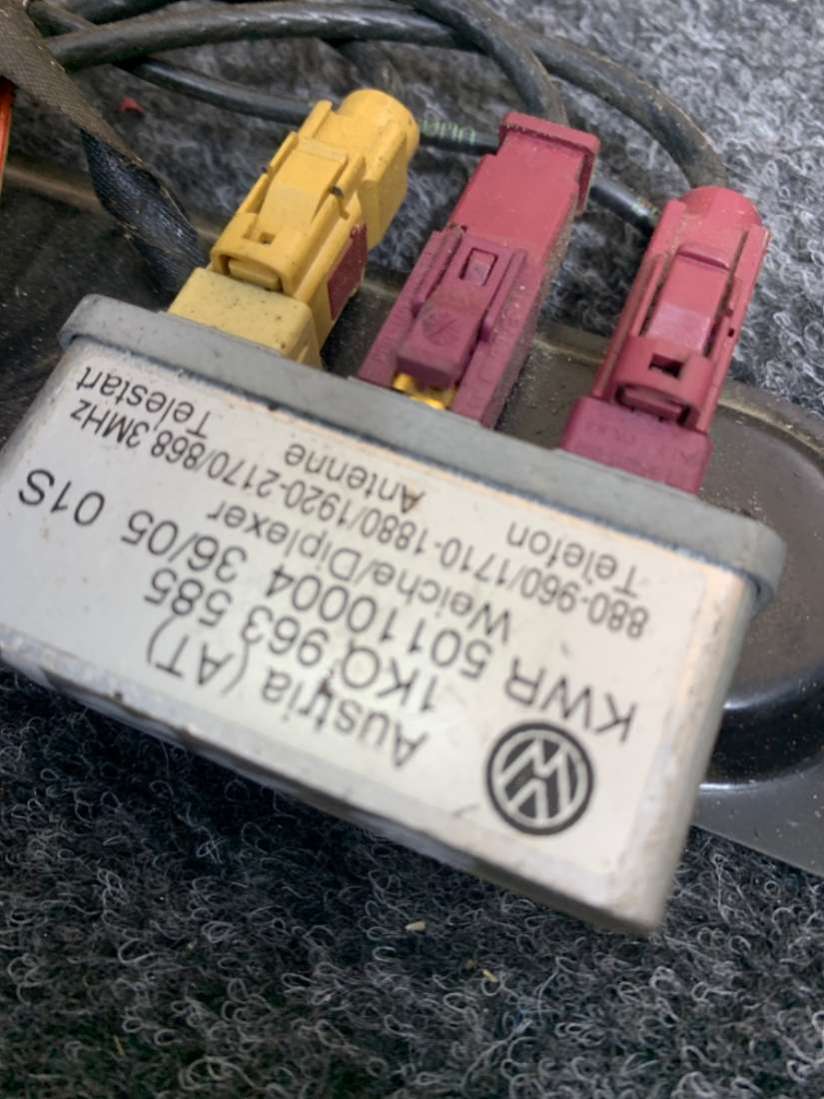 Austria (AT)
1KO 963 585
KWR 50110004 36/05 01S
Weiche/Diplexer
880-960/1710-1880/1920-2170/868.3MHz
Telefon Antenne Telestart